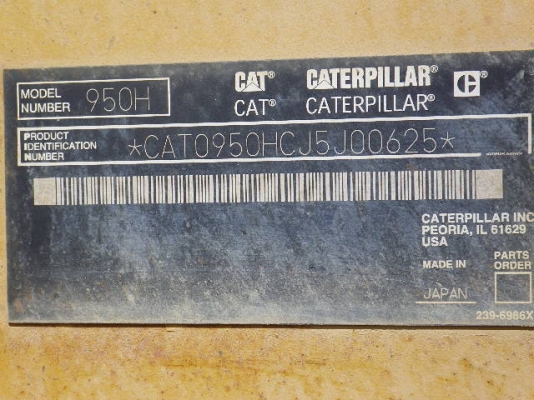 MODEL NUMBER 950H
CAT® CATERPILLAR® C
CAT® CATERPILLAR®
PRODUCT IDENTIFICATION NUMBER *CAT0950HCJ5J00625*
CATERPILLAR INC
PEORIA, IL 61629
USA
MADE IN
JAPAN
PARTS ORDER
239-6986X